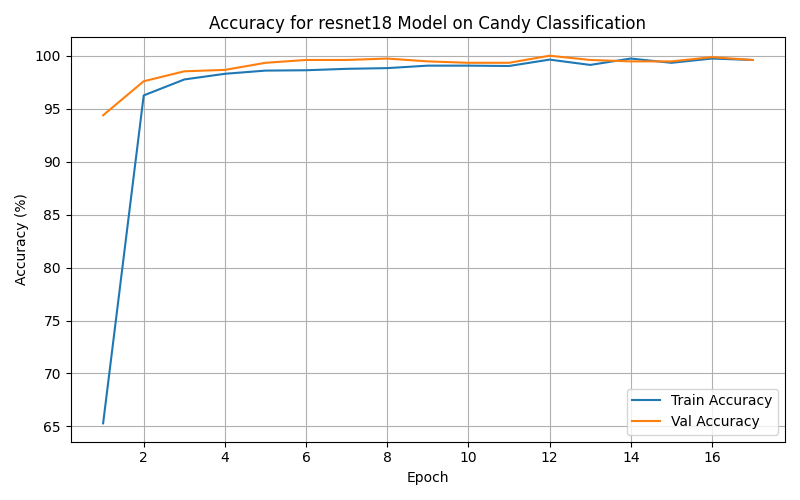 Accuracy for resnet18 Model on Candy Classification
Accuracy (%)
100
95
90
85
80
75
70
65
2 4 6 8 10 12 14 16
Epoch
Train Accuracy
Val Accuracy